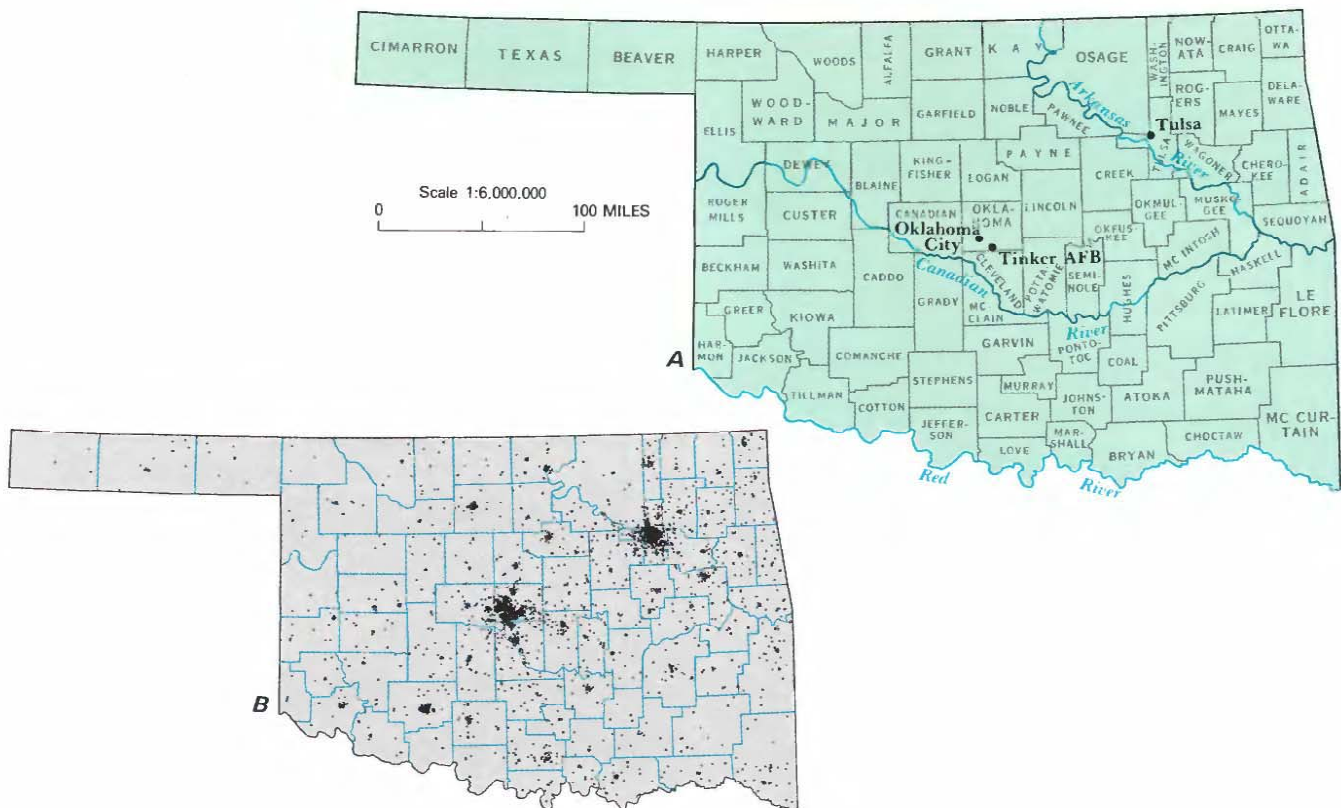 CIMARRON
TEXAS
BEAVER
HARPER
WOODS
ALFALFA
GRANT
KAY
OSAGE
WASH-
INGTON
NOW-
ATA
CRAIG
OTTA-
WA
ELLIS
WOOD-
WARD
MAJOR
GARFIELD
NOBLE
PAWNEE
Arkansas
River
ROG-
ERS
MAYES
DELA-
WARE
Tulsa
TULSA
WAGONER
CHERO-
KEE
ADAIR
DEWEY
BLAINE
KING-
FISHER
LOGAN
PAYNE
CREEK
Scale 1:6,000,000
0 100 MILES
ROGER
MILLS
CUSTER
CANADIAN
OKLA-
HOMA
LINCOLN
OKMUL-
GEE
MUSKO-
GEE
SEQUOYAH
Oklahoma
City
Tinker AFB
OKFUS-
KEE
MC INTOSH
HASKELL
BECKHAM
WASHITA
CADDO
Canadian
River
CLEVELAND
POTTA-
WATOMIE
SEMI-
NOLE
HUGHES
PITTSBURG
LATIMER
LE
FLORE
GREER
KIOWA
GRADY
MC
CLAIN
GARVIN
PONTO-
TOC
COAL
A
HAR-
MON
JACKSON
COMANCHE
STEPHENS
MURRAY
JOHNS-
TON
ATOKA
PUSH-
MATAHA
TILLMAN
COTTON
JEFFER-
SON
CARTER
LOVE
MAR-
SHALL
BRYAN
CHOCTAW
MC CUR-
TAIN
Red
River
B